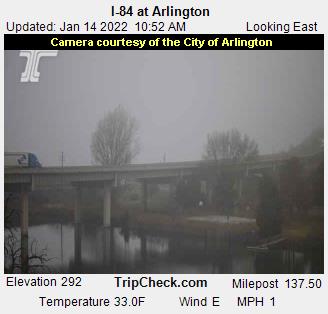 I-84 at Arlington
Updated: Jan 14 2022 10:52 AM Looking East
Camera courtesy of the City of Arlington
Elevation 292 TripCheck.com Milepost 137.50
Temperature 33.0F Wind E MPH 1